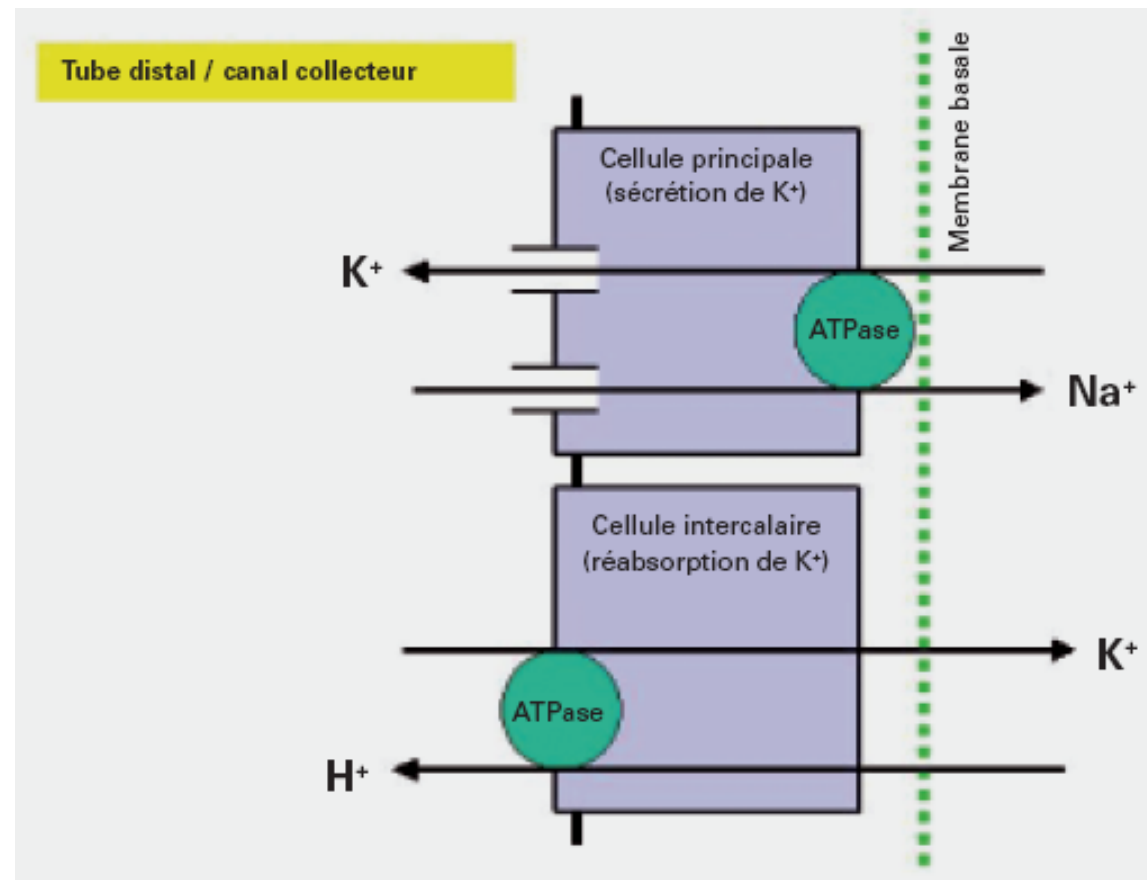 Tube distal / canal collecteur
Membrane basale
Cellule principale
(sécrétion de K⁺)
K⁺
ATPase
Na⁺
Cellule intercalaire
(réabsorption de K⁺)
K⁺
ATPase
H⁺